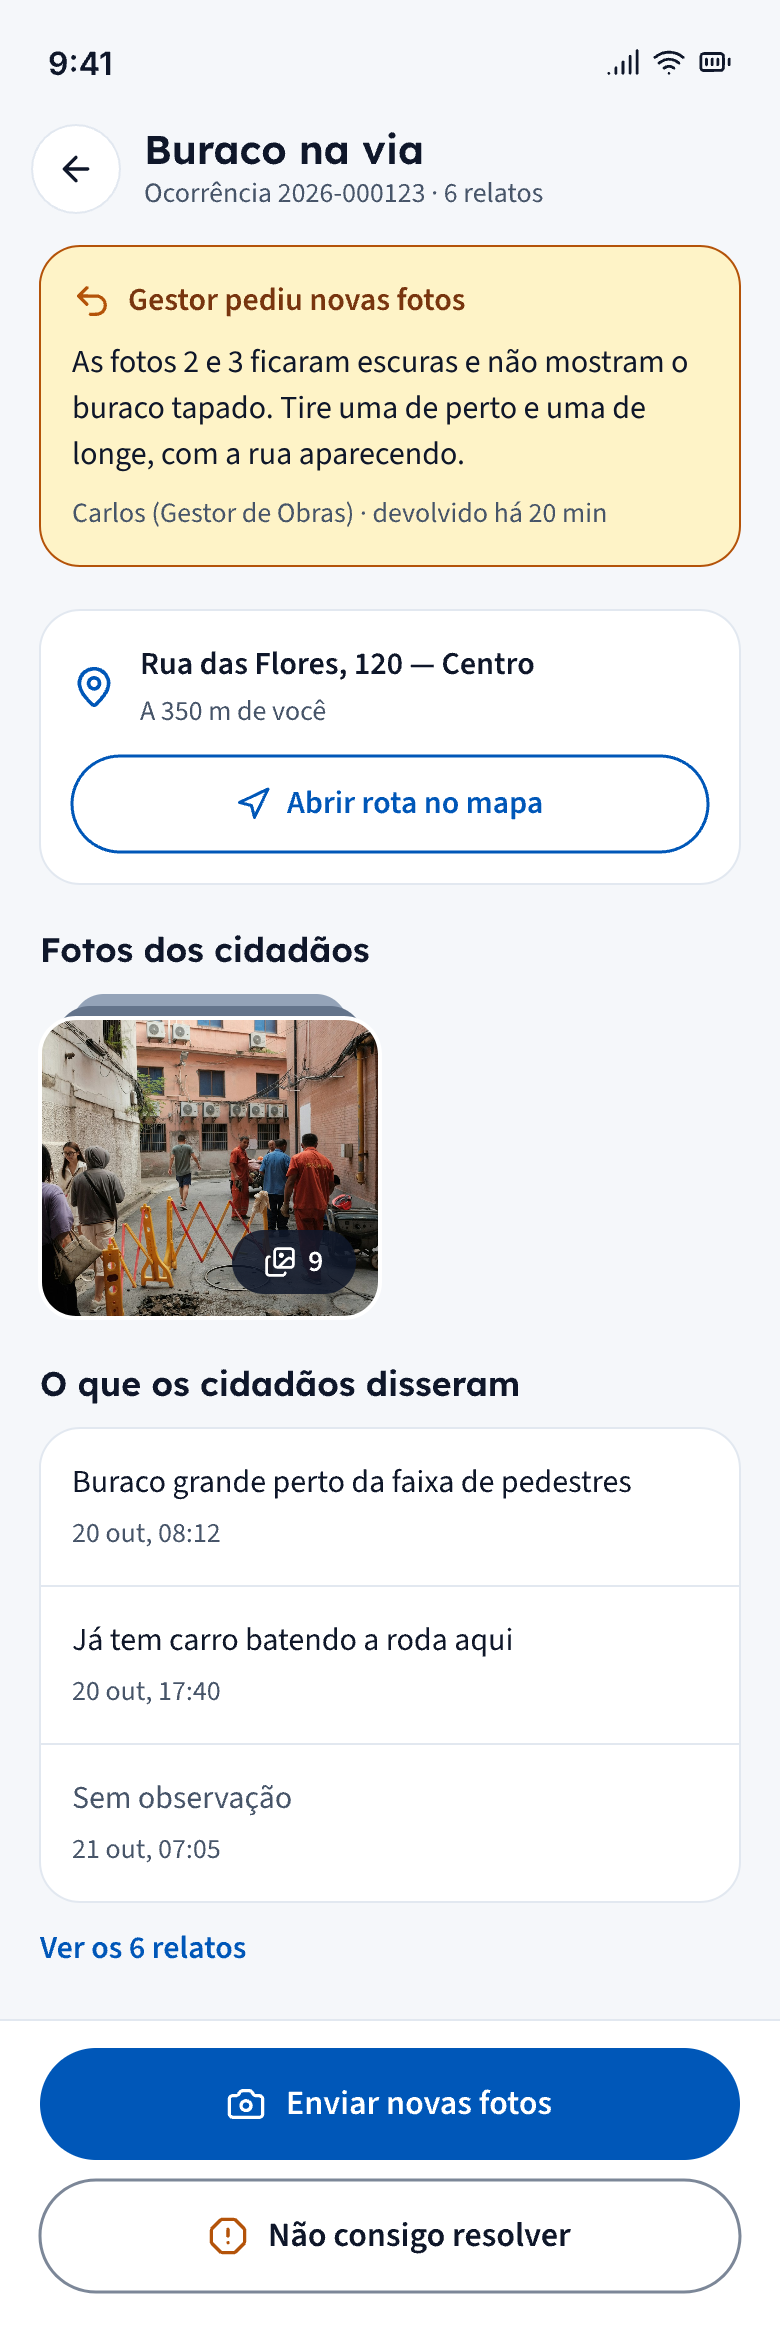 9:41
Buraco na via
Ocorrência 2026-000123 · 6 relatos
Gestor pediu novas fotos
As fotos 2 e 3 ficaram escuras e não mostram o
buraco tapado. Tire uma de perto e uma de
longe, com a rua aparecendo.
Carlos (Gestor de Obras) · devolvido há 20 min
Rua das Flores, 120 — Centro
A 350 m de você
Abrir rota no mapa
Fotos dos cidadãos
9
O que os cidadãos disseram
Buraco grande perto da faixa de pedestres
20 out, 08:12
Já tem carro batendo a roda aqui
20 out, 17:40
Sem observação
21 out, 07:05
Ver os 6 relatos
Enviar novas fotos
Não consigo resolver